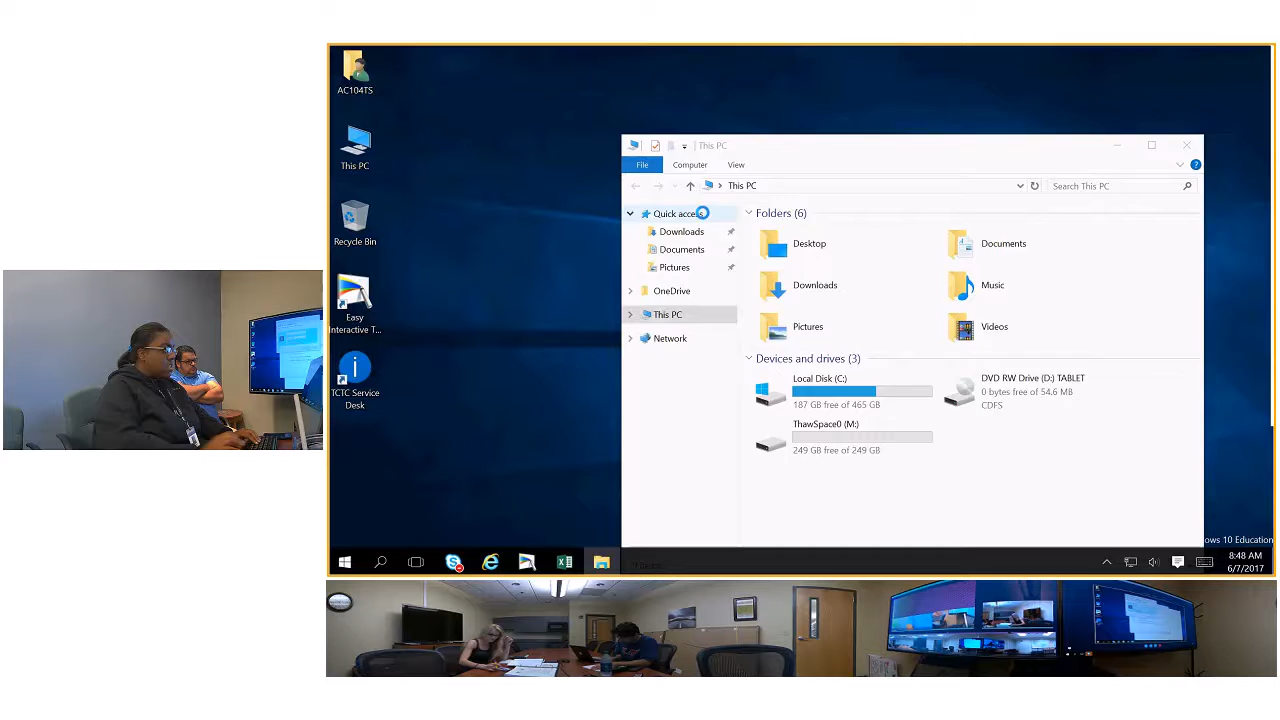 AC104TS
This PC
Recycle Bin
Easy
Interactive T...
TCTC Service
Desk
This PC
File
Computer
View
This PC
Search This PC
Quick access
Downloads
Documents
Pictures
OneDrive
This PC
Network
Folders (6)
Desktop
Documents
Downloads
Music
Pictures
Videos
Devices and drives (3)
Local Disk (C:)
187 GB free of 465 GB
DVD RW Drive (D:) TABLET
0 bytes free of 54.6 MB
CDFS
ThawSpace0 (M:)
249 GB free of 249 GB
ows 10 Education
8:48 AM
6/7/2017